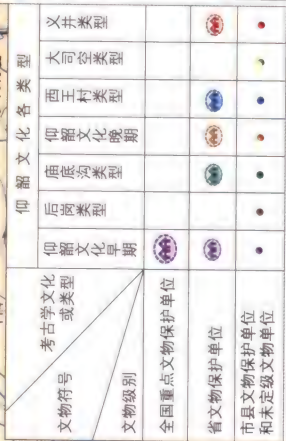 仰韶文化各类型
考古学文化
或类型
文物符号
文物级别
仰韶文化早期
后岗类型
庙底沟类型
仰韶文化晚期
西王村类型
大司空类型
义井类型
全国重点文物保护单位
省文物保护单位
市县文物保护单位
和未定级文物单位